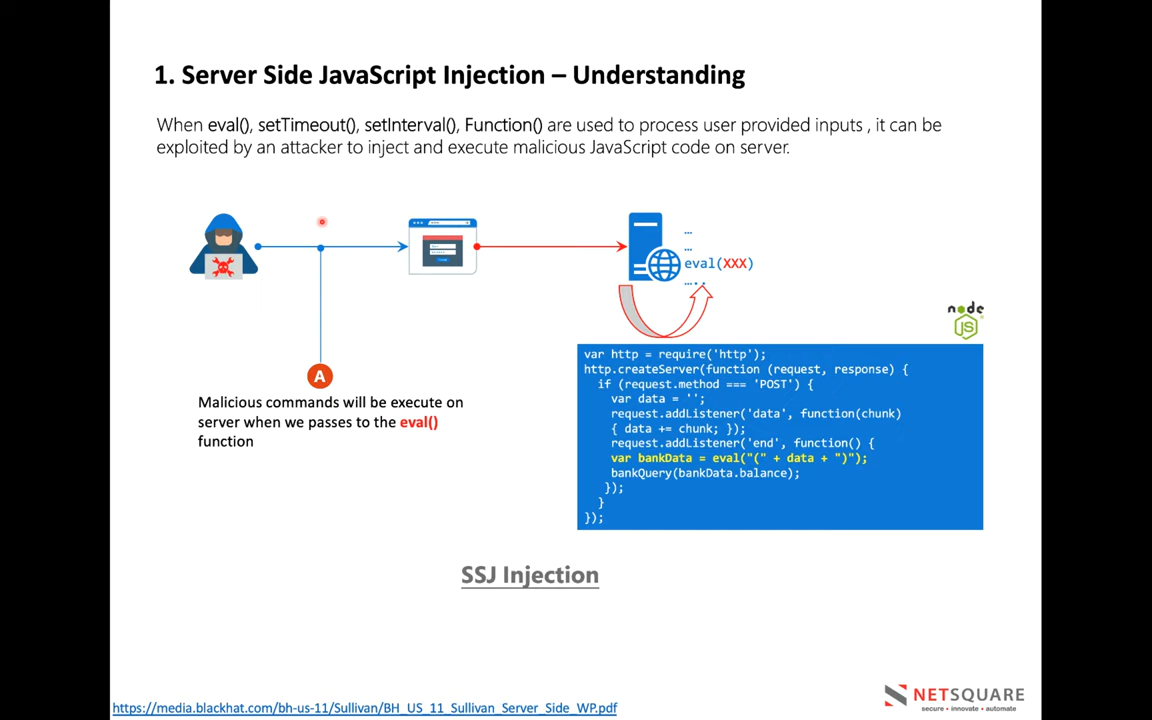 1. Server Side JavaScript Injection – Understanding
When eval(), setTimeout(), setInterval(), Function() are used to process user provided inputs , it can be
exploited by an attacker to inject and execute malicious JavaScript code on server.
...
...
eval(XXX)
.....
A
Malicious commands will be execute on
server when we passes to the eval()
function
node
JS
var http = require('http');
http.createServer(function (request, response) {
if (request.method === 'POST') {
var data = '';
request.addListener('data', function(chunk)
{ data += chunk; });
request.addListener('end', function() {
var bankData = eval("(" + data + ")");
bankQuery(bankData.balance);
});
}
});
SSJ Injection
NETSQUARE
secure • innovate • automate
https://media.blackhat.com/bh-us-11/Sullivan/BH_US_11_Sullivan_Server_Side_WP.pdf